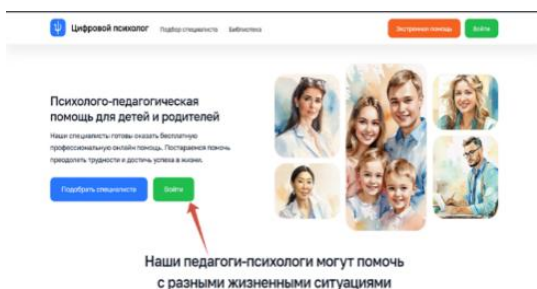 Цифровой психолог
Подбор специалиста
Библиотека
Экстренная помощь
Войти
Психолого-педагогическая
помощь для детей и родителей
Наши специалисты готовы оказать бесплатную
профессиональную онлайн помощь. Постараемся помочь
преодолеть трудности и достичь успеха в жизни.
Подобрать специалиста
Войти
Наши педагоги-психологи могут помочь
с разными жизненными ситуациями